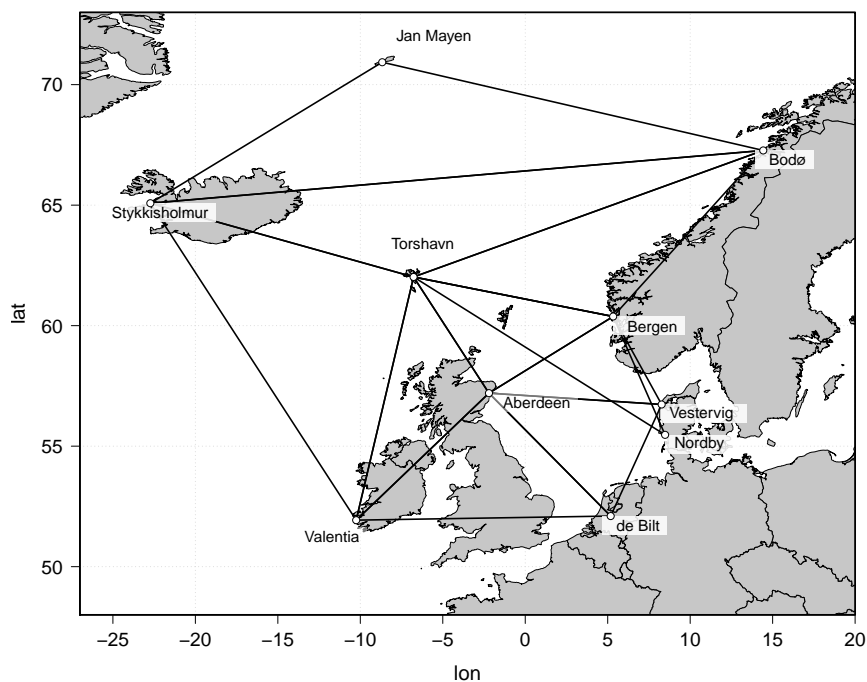 Jan Mayen
70
Bodø
65
Stykkisholmur
Torshavn
lat
60
Bergen
Aberdeen
Vestervig
55
Nordby
Valentia
de Bilt
50
−25 −20 −15 −10 −5 0 5 10 15 20
lon